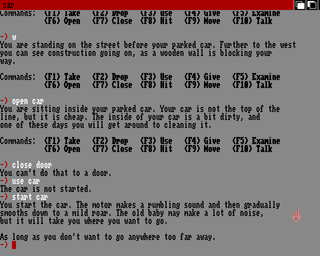 car
Commands: (F1) Take (F2) Drop (F3) Use (F4) Give (F5) Examine
(F6) Open (F7) Close (F8) Hit (F9) Move (F10) Talk
-) w
You are standing on the street before your parked car. Further to the west
you can see construction going on, as a wooden wall is blocking your
way.
Commands: (F1) Take (F2) Drop (F3) Use (F4) Give (F5) Examine
(F6) Open (F7) Close (F8) Hit (F9) Move (F10) Talk
-) open car
You are sitting inside your parked car. Your car is not the top of the
line, but it is cheap. The inside of your car is a bit dirty, and
one of these days you will get around to cleaning it.
Commands: (F1) Take (F2) Drop (F3) Use (F4) Give (F5) Examine
(F6) Open (F7) Close (F8) Hit (F9) Move (F10) Talk
-) close door
You can't do that to a door.
-) use car
The car is not started.
-) start car
You start the car. The motor makes a rumbling sound and then gradually
smooths down to a mild roar. The old baby may make a lot of noise,
but it will take you where you want to go.
As long as you don't want to go anywhere too far away.
-)